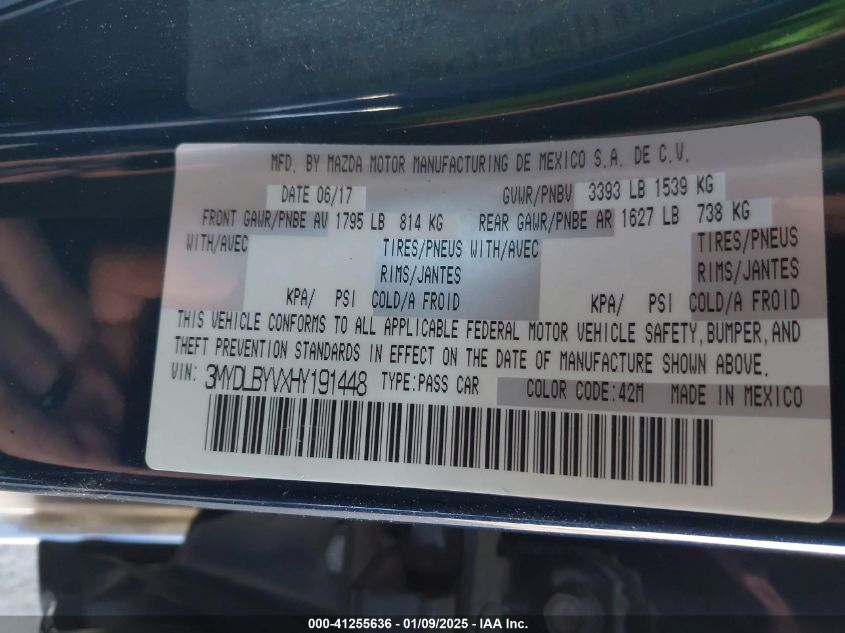 MFD. BY MAZDA MOTOR MANUFACTURING DE MEXICO S.A. DE C.V.
DATE 06/17 GVWR/PNBV 3393 LB 1539 KG
FRONT GAWR/PNBE AV 1795 LB 814 KG REAR GAWR/PNBE AR 1627 LB 738 KG
WITH/AVEC TIRES/PNEUS WITH/AVEC TIRES/PNEUS
RIMS/JANTES RIMS/JANTES
KPA/ PSI COLD/A FROID KPA/ PSI COLD/A FROID
THIS VEHICLE CONFORMS TO ALL APPLICABLE FEDERAL MOTOR VEHICLE SAFETY, BUMPER, AND
THEFT PREVENTION STANDARDS IN EFFECT ON THE DATE OF MANUFACTURE SHOWN ABOVE.
VIN: 3MYDLBYVXHY191448 TYPE:PASS CAR COLOR CODE:42M MADE IN MEXICO
000-41255636 - 01/09/2025 - IAA Inc.